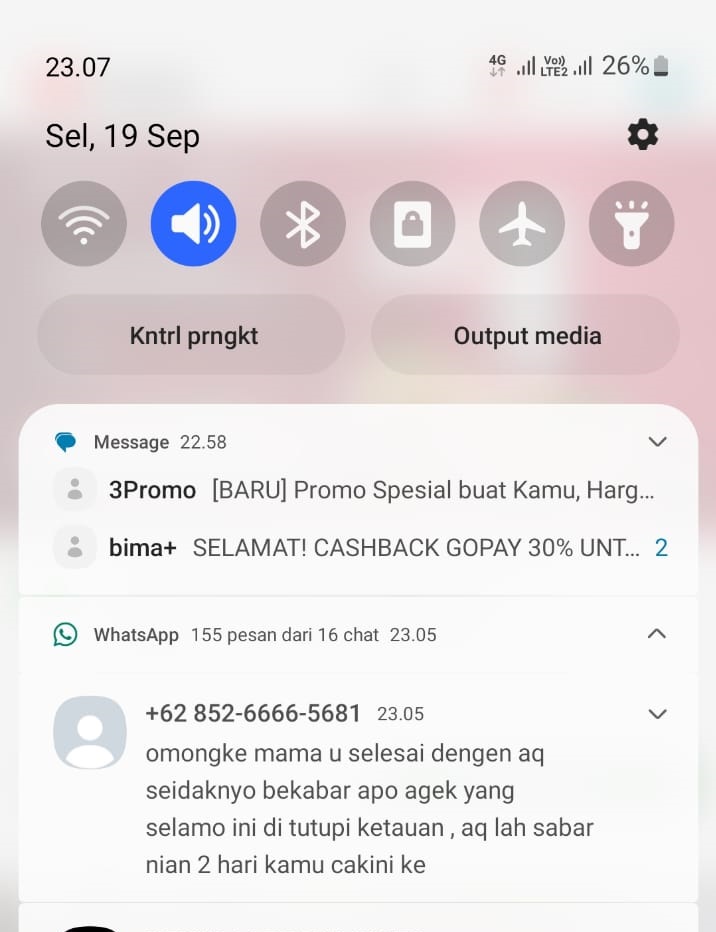 23.07
4G Vo)) LTE2 26%
Sel, 19 Sep
Kntrl prngkt
Output media
Message 22.58
3Promo [BARU] Promo Spesial buat Kamu, Harg...
bima+ SELAMAT! CASHBACK GOPAY 30% UNT... 2
WhatsApp 155 pesan dari 16 chat 23.05
+62 852-6666-5681 23.05
omongke mama u selesai dengen aq
seidaknyo bekabar apo agek yang
selamo ini di tutupi ketauan , aq lah sabar
nian 2 hari kamu cakini ke